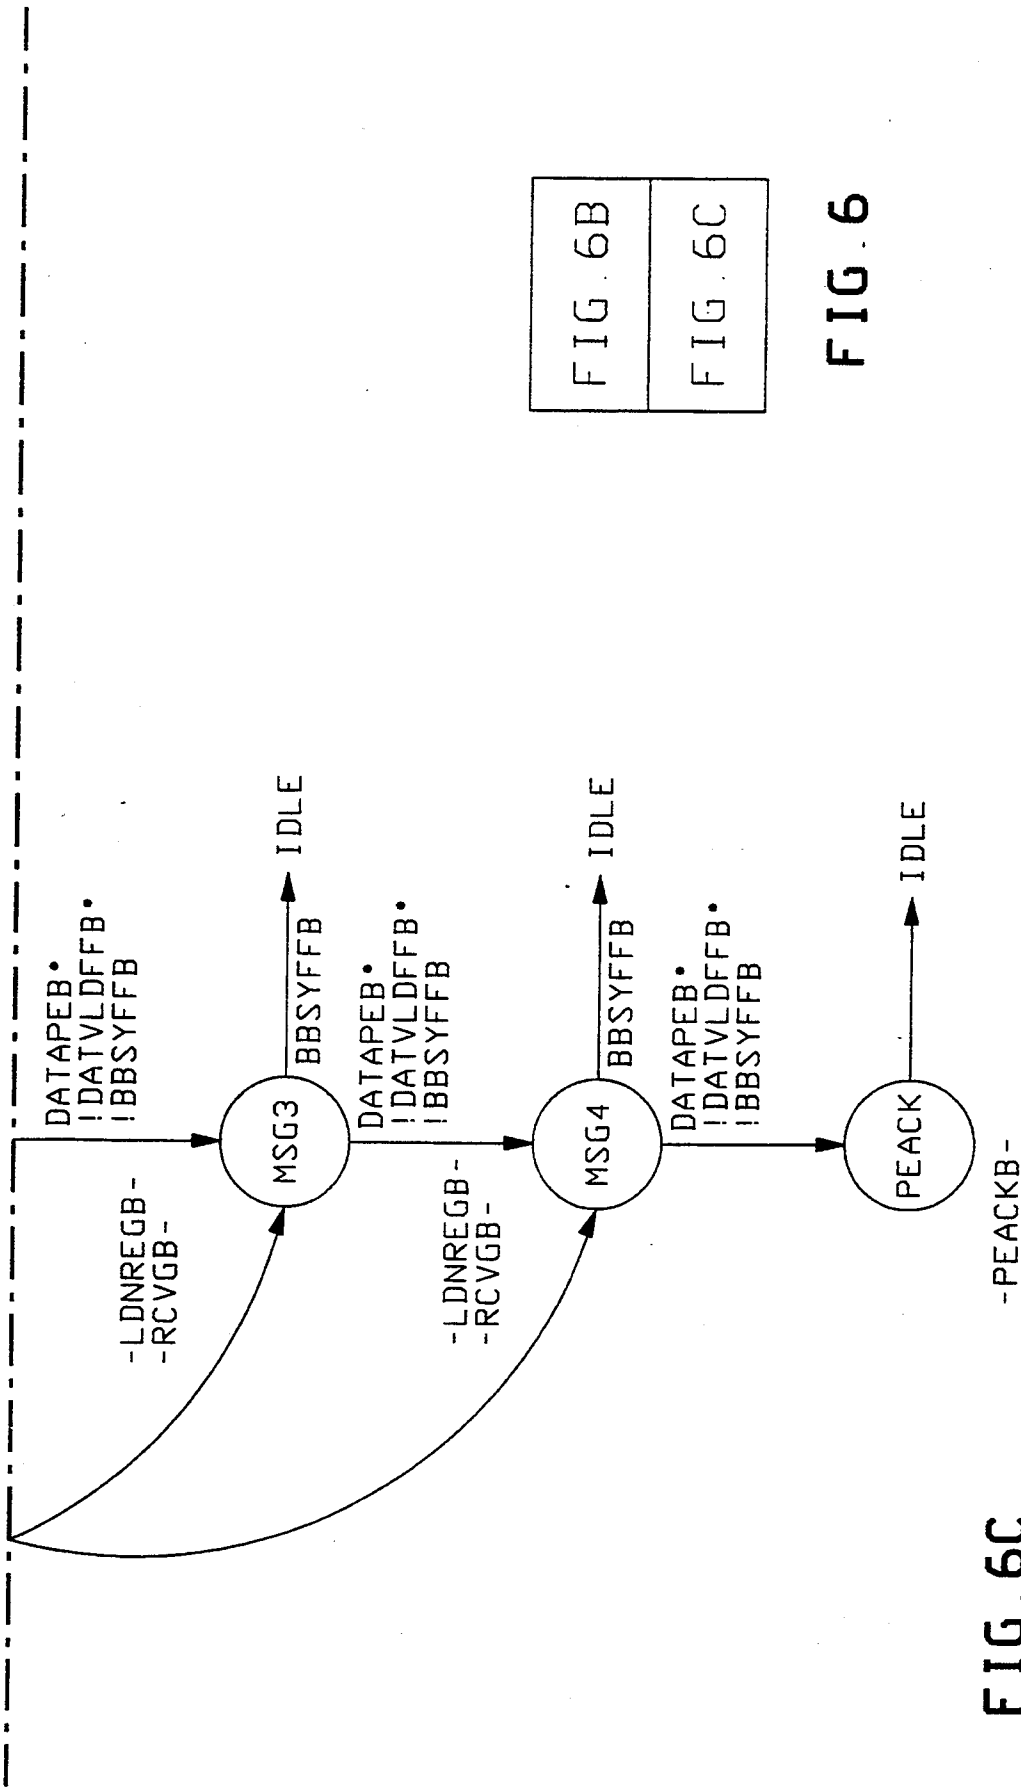 DATAPEB•
!DATVLDFFB•
!BBSYFFB
-LDNREGB-
-RCVGB-
MSG3
BBSYFFB
IDLE
DATAPEB•
!DATVLDFFB•
!BBSYFFB
-LDNREGB-
-RCVGB-
MSG4
BBSYFFB
IDLE
DATAPEB•
!DATVLDFFB•
!BBSYFFB
PEACK
IDLE
-PEACKB-
FIG.6B
FIG.6C
FIG.6
FIG.6C